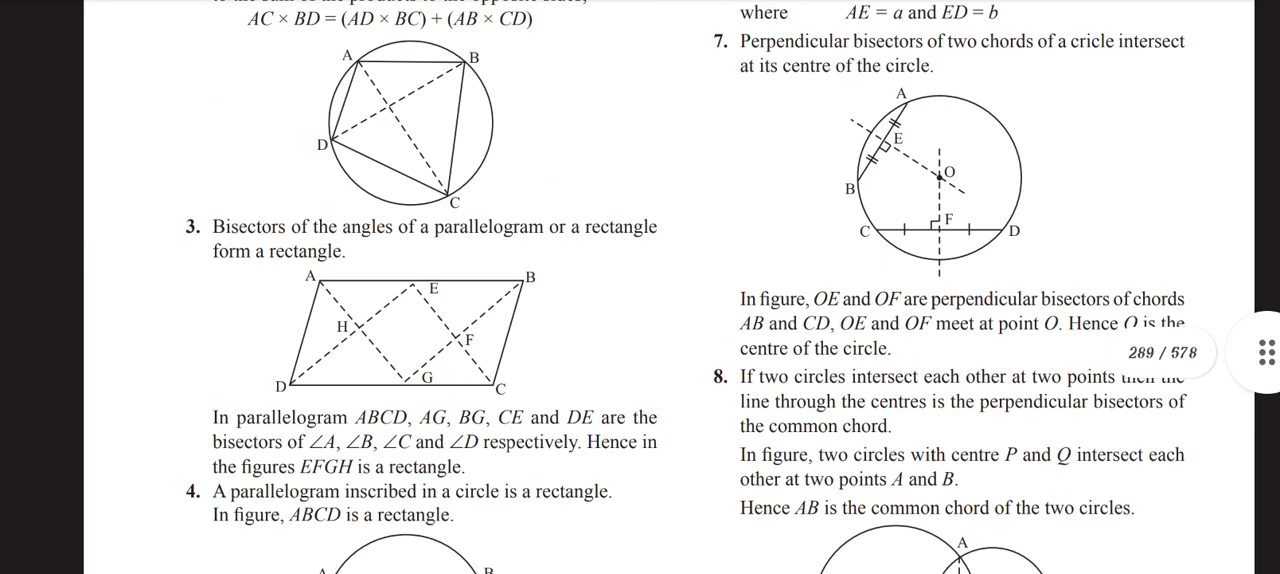 AC × BD = (AD × BC) + (AB × CD)
A
B
D
C
3. Bisectors of the angles of a parallelogram or a rectangle
form a rectangle.
A
B
E
H
F
G
D
C
In parallelogram ABCD, AG, BG, CE and DE are the
bisectors of ∠A, ∠B, ∠C and ∠D respectively. Hence in
the figures EFGH is a rectangle.
4. A parallelogram inscribed in a circle is a rectangle.
In figure, ABCD is a rectangle.
A
B
where AE = a and ED = b
7. Perpendicular bisectors of two chords of a cricle intersect
at its centre of the circle.
A
E
O
B
F
C
D
In figure, OE and OF are perpendicular bisectors of chords
AB and CD, OE and OF meet at point O. Hence O is the
centre of the circle.
289 / 578
8. If two circles intersect each other at two points then the
line through the centres is the perpendicular bisectors of
the common chord.
In figure, two circles with centre P and Q intersect each
other at two points A and B.
Hence AB is the common chord of the two circles.
A